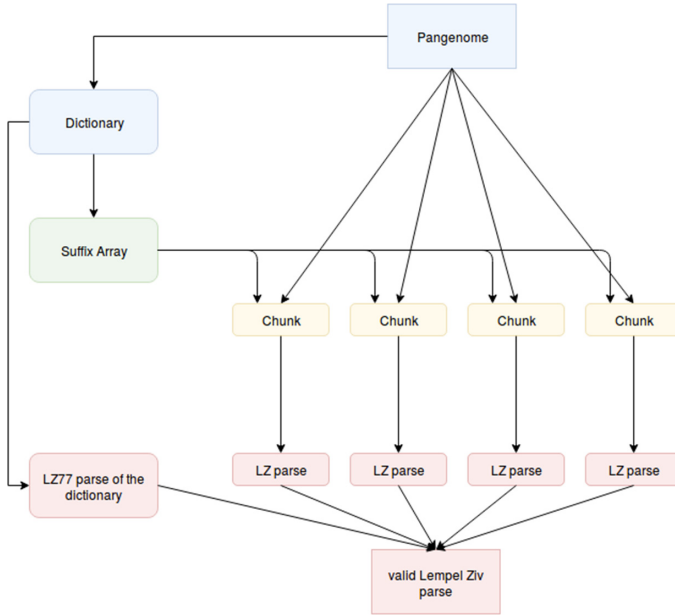 Pangenome
Dictionary
Suffix Array
Chunk
Chunk
Chunk
Chunk
LZ77 parse of the
dictionary
LZ parse
LZ parse
LZ parse
LZ parse
valid Lempel Ziv
parse